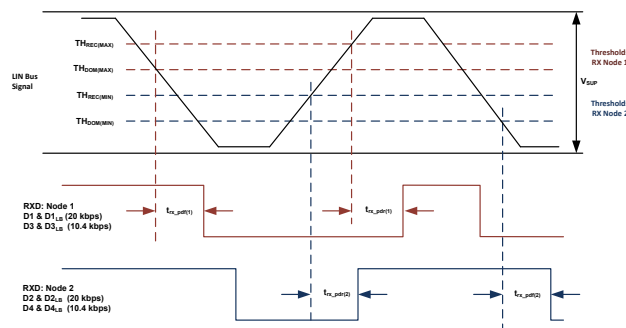 TH_REC(MAX)
TH_DOM(MAX)
TH_REC(MIN)
TH_DOM(MIN)
LIN Bus
Signal
V_SUP
Threshold
RX Node 1
Threshold
RX Node 2
RXD: Node 1
D1 & D1_LB (20 kbps)
D3 & D3_LB (10.4 kbps)
t_rx_pdf(1)
t_rx_pdr(1)
RXD: Node 2
D2 & D2_LB (20 kbps)
D4 & D4_LB (10.4 kbps)
t_rx_pdr(2)
t_rx_pdf(2)